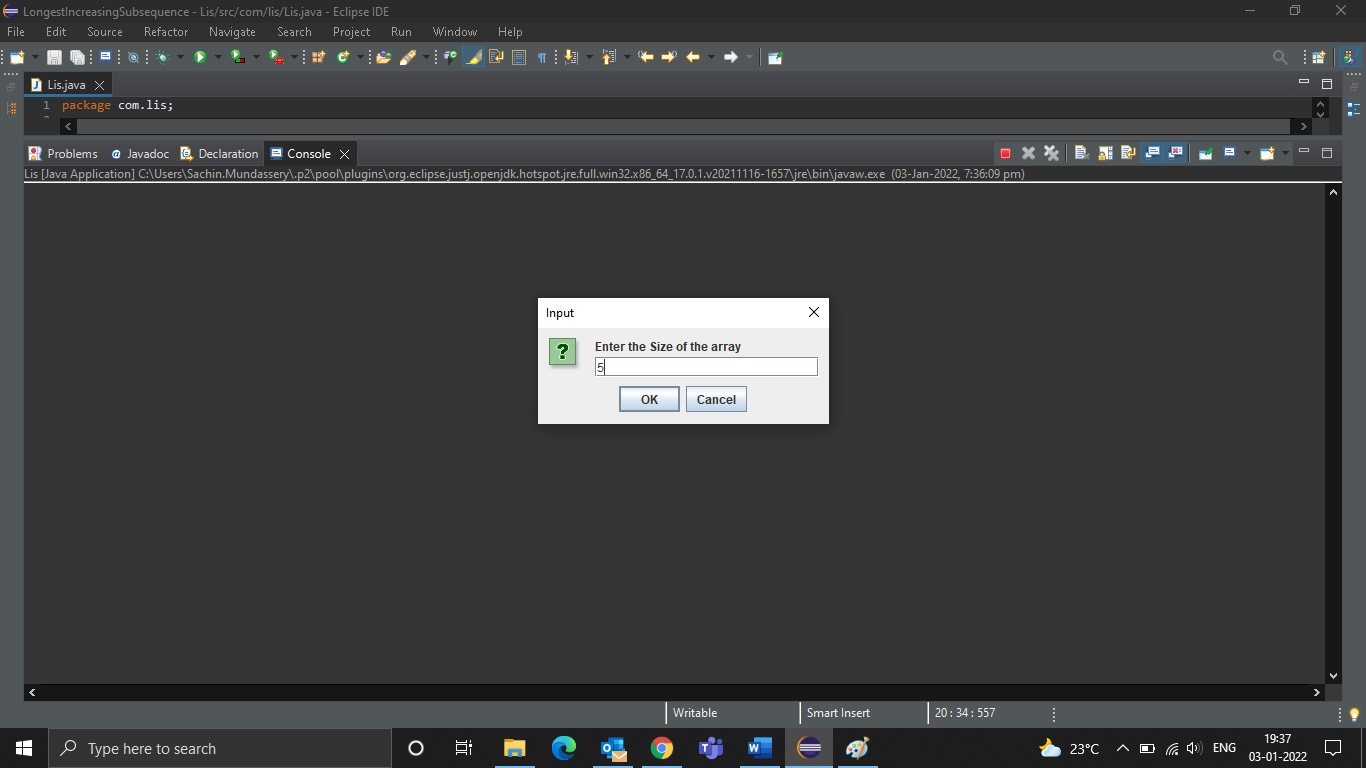 LongestIncreasingSubsequence - Lis/src/com/lis/Lis.java - Eclipse IDE
File Edit Source Refactor Navigate Search Project Run Window Help
Lis.java
1 package com.lis;
Problems Javadoc Declaration Console
Lis [Java Application] C:\Users\Sachin.Mundassery\.p2\pool\plugins\org.eclipse.justj.openjdk.hotspot.jre.full.win32.x86_64_17.0.1.v20211116-1657\jre\bin\javaw.exe (03-Jan-2022, 7:36:09 pm)
Input
Enter the Size of the array
5
OK Cancel
Writable Smart Insert 20 : 34 : 557
Type here to search
23°C ENG
19:37
03-01-2022